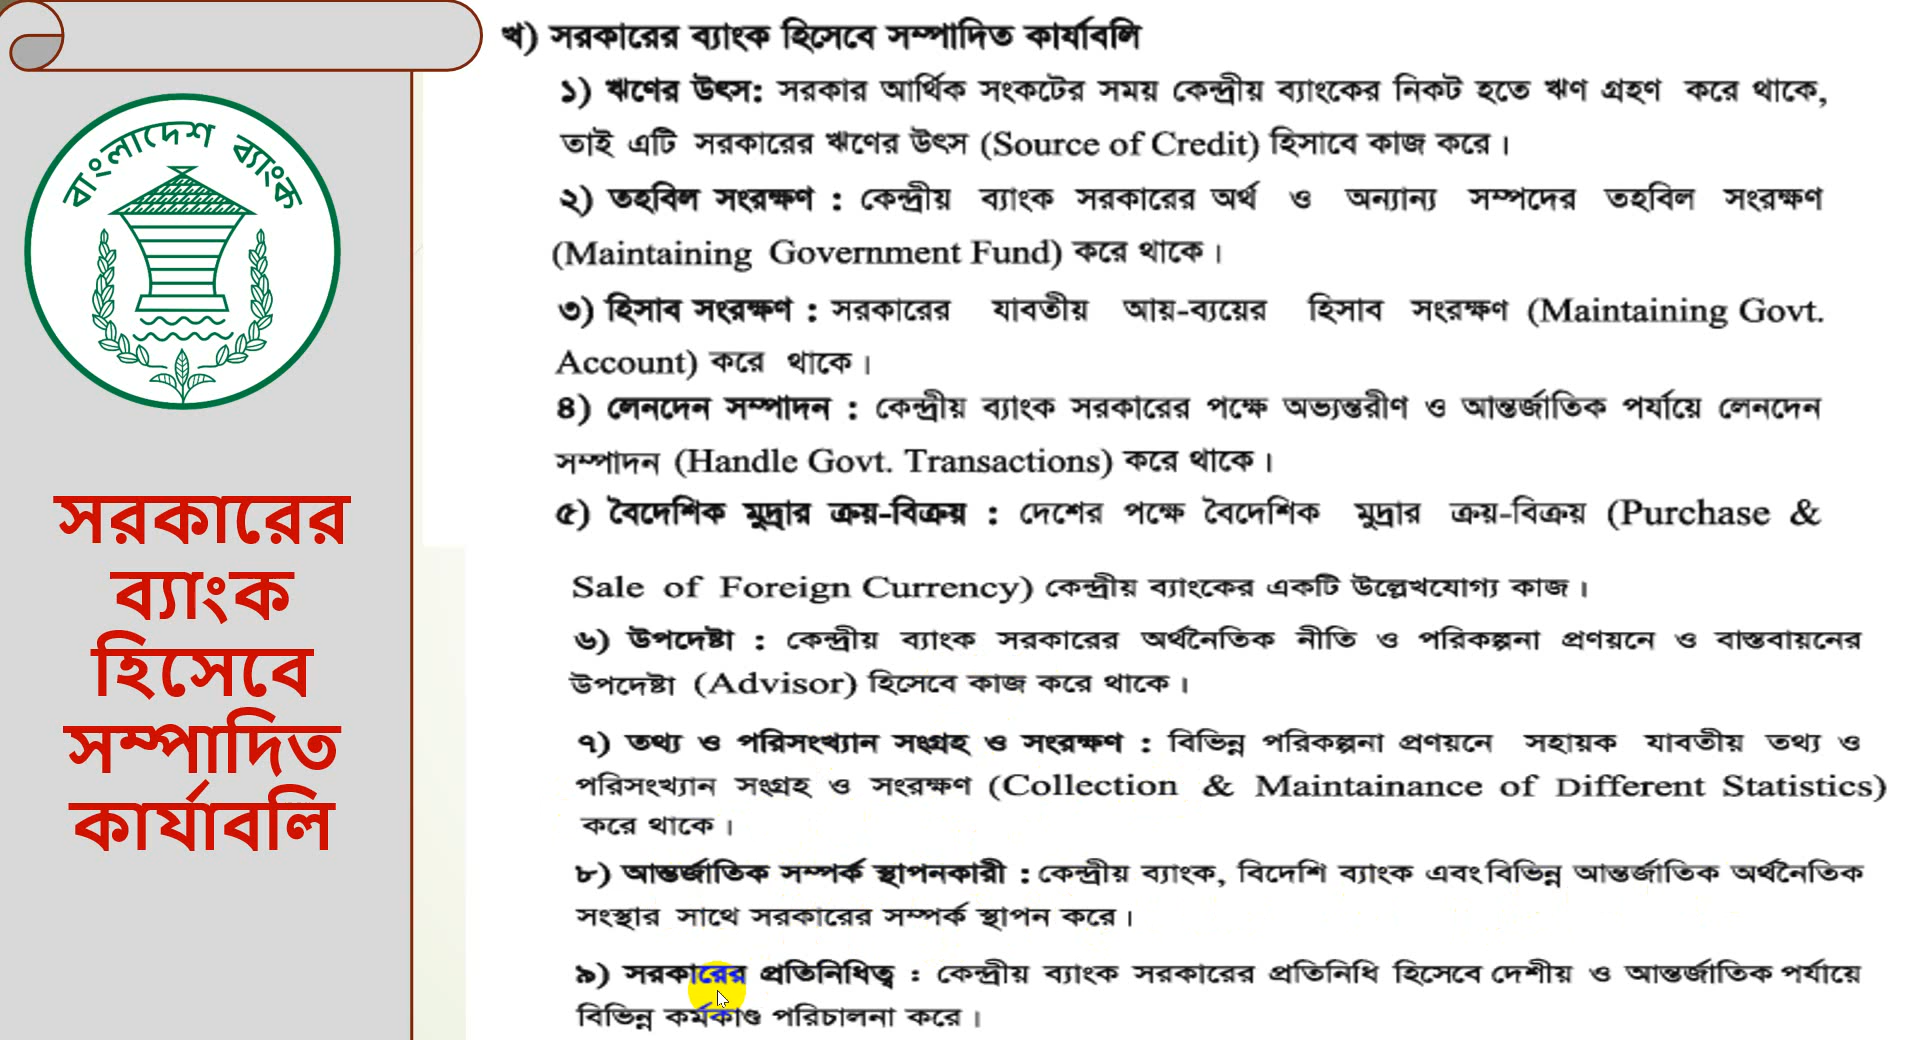 বাংলাদেশ ব্যাংক
সরকারের
ব্যাংক
হিসেবে
সম্পাদিত
কার্যাবলি
খ) সরকারের ব্যাংক হিসেবে সম্পাদিত কার্যাবলি
১) ঋণের উৎস: সরকার আর্থিক সংকটের সময় কেন্দ্রীয় ব্যাংকের নিকট হতে ঋণ গ্রহণ করে থাকে,
তাই এটি সরকারের ঋণের উৎস (Source of Credit) হিসাবে কাজ করে।
২) তহবিল সংরক্ষণ : কেন্দ্রীয় ব্যাংক সরকারের অর্থ ও অন্যান্য সম্পদের তহবিল সংরক্ষণ
(Maintaining Government Fund) করে থাকে।
৩) হিসাব সংরক্ষণ : সরকারের যাবতীয় আয়-ব্যয়ের হিসাব সংরক্ষণ (Maintaining Govt.
Account) করে থাকে।
৪) লেনদেন সম্পাদন : কেন্দ্রীয় ব্যাংক সরকারের পক্ষে অভ্যন্তরীণ ও আন্তর্জাতিক পর্যায়ে লেনদেন
সম্পাদন (Handle Govt. Transactions) করে থাকে।
৫) বৈদেশিক মুদ্রার ক্রয়-বিক্রয় : দেশের পক্ষে বৈদেশিক মুদ্রার ক্রয়-বিক্রয় (Purchase &
Sale of Foreign Currency) কেন্দ্রীয় ব্যাংকের একটি উল্লেখযোগ্য কাজ।
৬) উপদেষ্টা : কেন্দ্রীয় ব্যাংক সরকারের অর্থনৈতিক নীতি ও পরিকল্পনা প্রণয়নে ও বাস্তবায়নের
উপদেষ্টা (Advisor) হিসেবে কাজ করে থাকে।
৭) তথ্য ও পরিসংখ্যান সংগ্রহ ও সংরক্ষণ : বিভিন্ন পরিকল্পনা প্রণয়নে সহায়ক যাবতীয় তথ্য ও
পরিসংখ্যান সংগ্রহ ও সংরক্ষণ (Collection & Maintainance of Different Statistics)
করে থাকে।
৮) আন্তর্জাতিক সম্পর্ক স্থাপনকারী : কেন্দ্রীয় ব্যাংক, বিদেশি ব্যাংক এবং বিভিন্ন আন্তর্জাতিক অর্থনৈতিক
সংস্থার সাথে সরকারের সম্পর্ক স্থাপন করে।
৯) সরকারের প্রতিনিধিত্ব : কেন্দ্রীয় ব্যাংক সরকারের প্রতিনিধি হিসেবে দেশীয় ও আন্তর্জাতিক পর্যায়ে
বিভিন্ন কর্মকাণ্ড পরিচালনা করে।